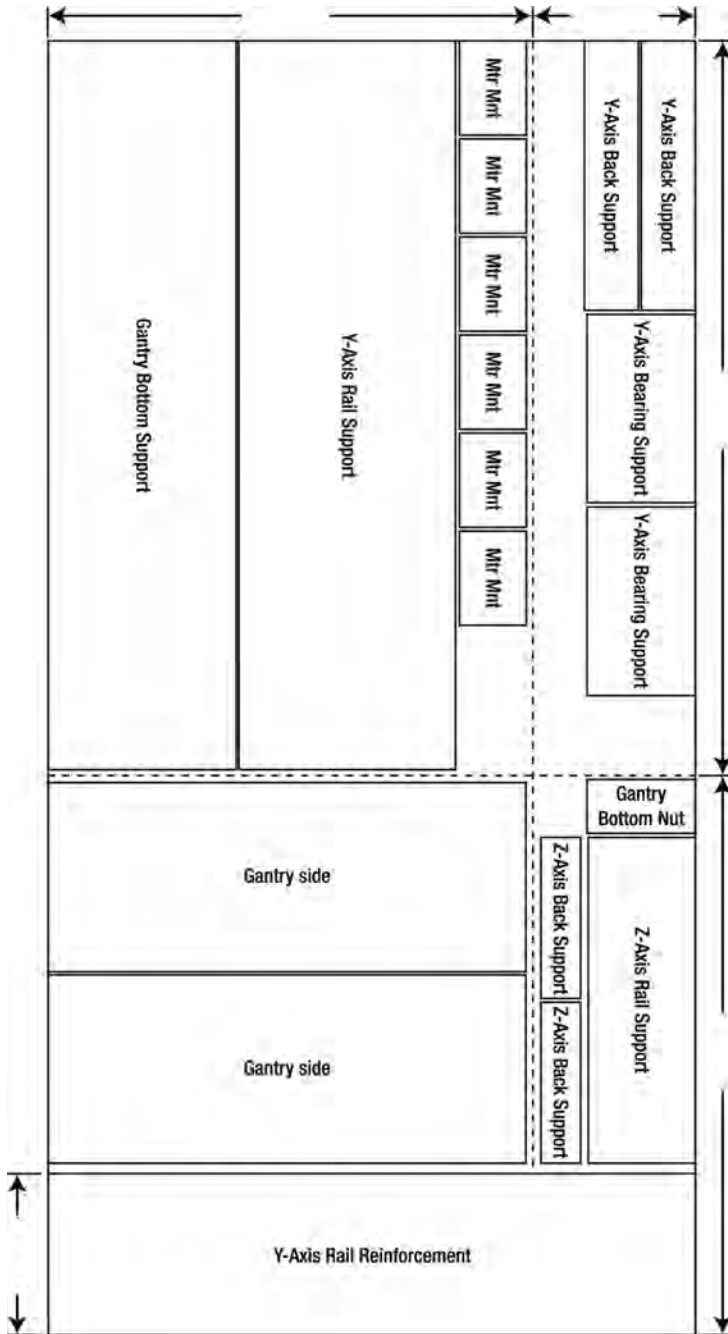 Gantry Bottom Support
Y-Axis Rail Support
Mtr Mnt
Mtr Mnt
Mtr Mnt
Mtr Mnt
Mtr Mnt
Mtr Mnt
Y-Axis Back Support
Y-Axis Back Support
Y-Axis Bearing Support
Y-Axis Bearing Support
Gantry
Bottom Nut
Gantry side
Gantry side
Z-Axis Back Support
Z-Axis Back Support
Z-Axis Rail Support
Y-Axis Rail Reinforcement